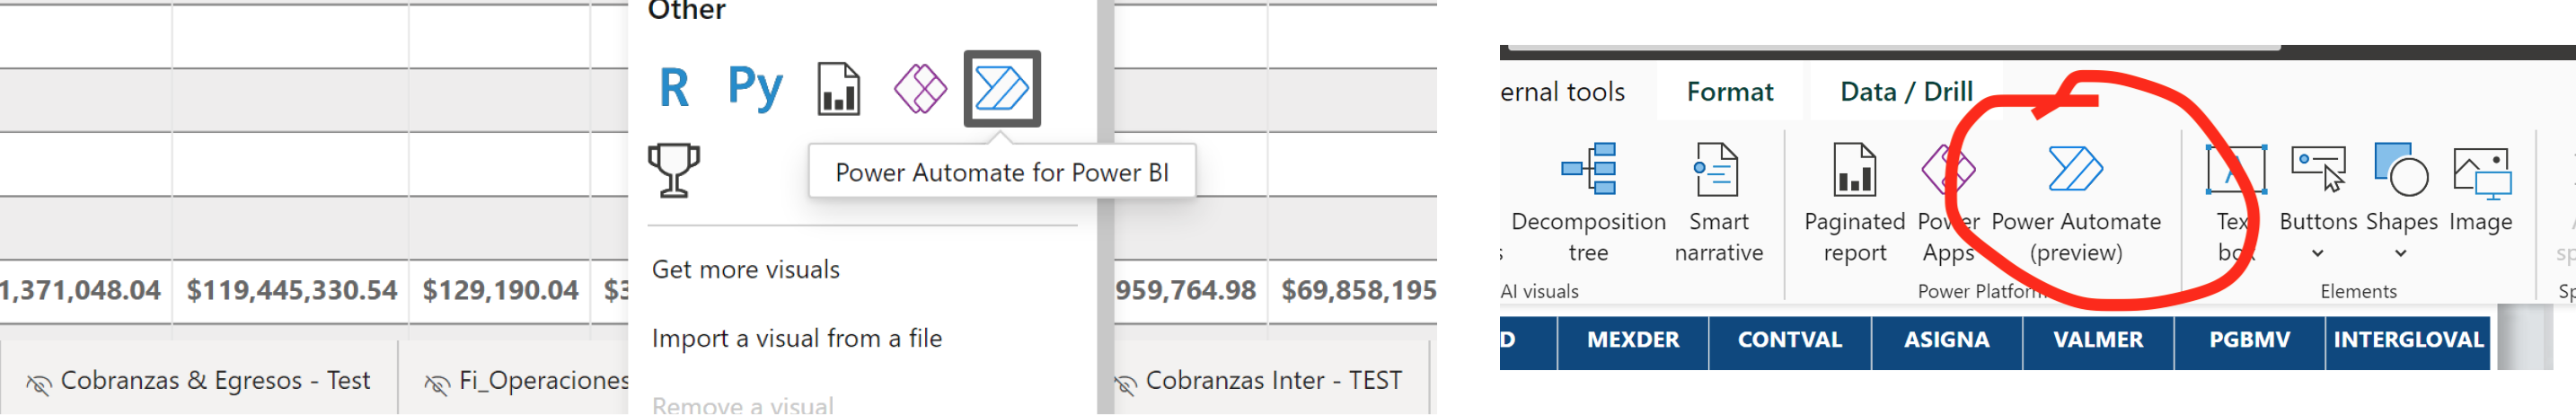 Other
R Py
Power Automate for Power BI
Get more visuals
Import a visual from a file
Remove a visual
1,371,048.04 $119,445,330.54 $129,190.04 959,764.98 $69,858,195
Cobranzas & Egresos - Test Fi_Operaciones Cobranzas Inter - TEST
ernal tools Format Data / Drill
Decomposition tree
Smart narrative
Paginated report
Power Apps
Power Automate (preview)
Text box
Buttons
Shapes
Image
AI visuals Power Platform Elements
D MEXDER CONTVAL ASIGNA VALMER PGBMV INTERGLOVAL